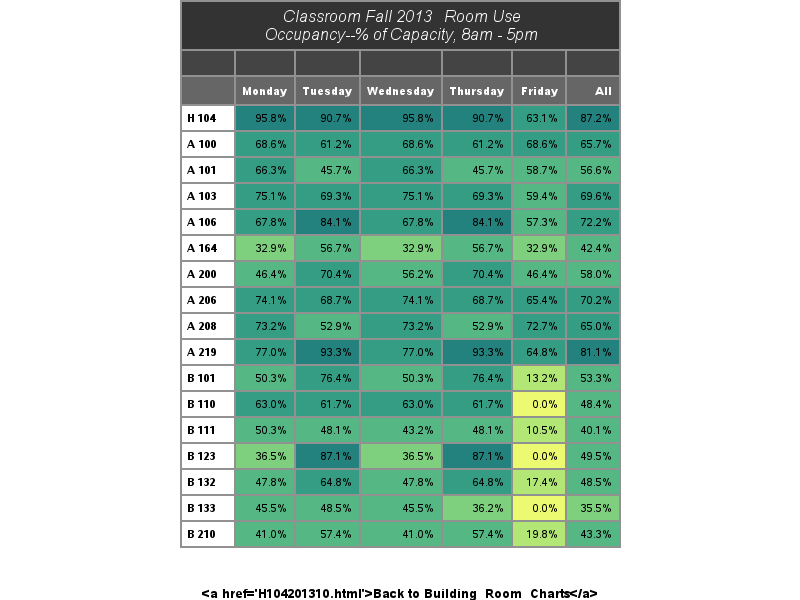 Classroom Fall 2013 Room Use
Occupancy--% of Capacity, 8am - 5pm
Monday Tuesday Wednesday Thursday Friday All
H 104 95.8% 90.7% 95.8% 90.7% 63.1% 87.2%
A 100 68.6% 61.2% 68.6% 61.2% 68.6% 65.7%
A 101 66.3% 45.7% 66.3% 45.7% 58.7% 56.6%
A 103 75.1% 69.3% 75.1% 69.3% 59.4% 69.6%
A 106 67.8% 84.1% 67.8% 84.1% 57.3% 72.2%
A 164 32.9% 56.7% 32.9% 56.7% 32.9% 42.4%
A 200 46.4% 70.4% 56.2% 70.4% 46.4% 58.0%
A 206 74.1% 68.7% 74.1% 68.7% 65.4% 70.2%
A 208 73.2% 52.9% 73.2% 52.9% 72.7% 65.0%
A 219 77.0% 93.3% 77.0% 93.3% 64.8% 81.1%
B 101 50.3% 76.4% 50.3% 76.4% 13.2% 53.3%
B 110 63.0% 61.7% 63.0% 61.7% 0.0% 48.4%
B 111 50.3% 48.1% 43.2% 48.1% 10.5% 40.1%
B 123 36.5% 87.1% 36.5% 87.1% 0.0% 49.5%
B 132 47.8% 64.8% 47.8% 64.8% 17.4% 48.5%
B 133 45.5% 48.5% 45.5% 36.2% 0.0% 35.5%
B 210 41.0% 57.4% 41.0% 57.4% 19.8% 43.3%
<a href='H104201310.html'>Back to Building Room Charts</a>